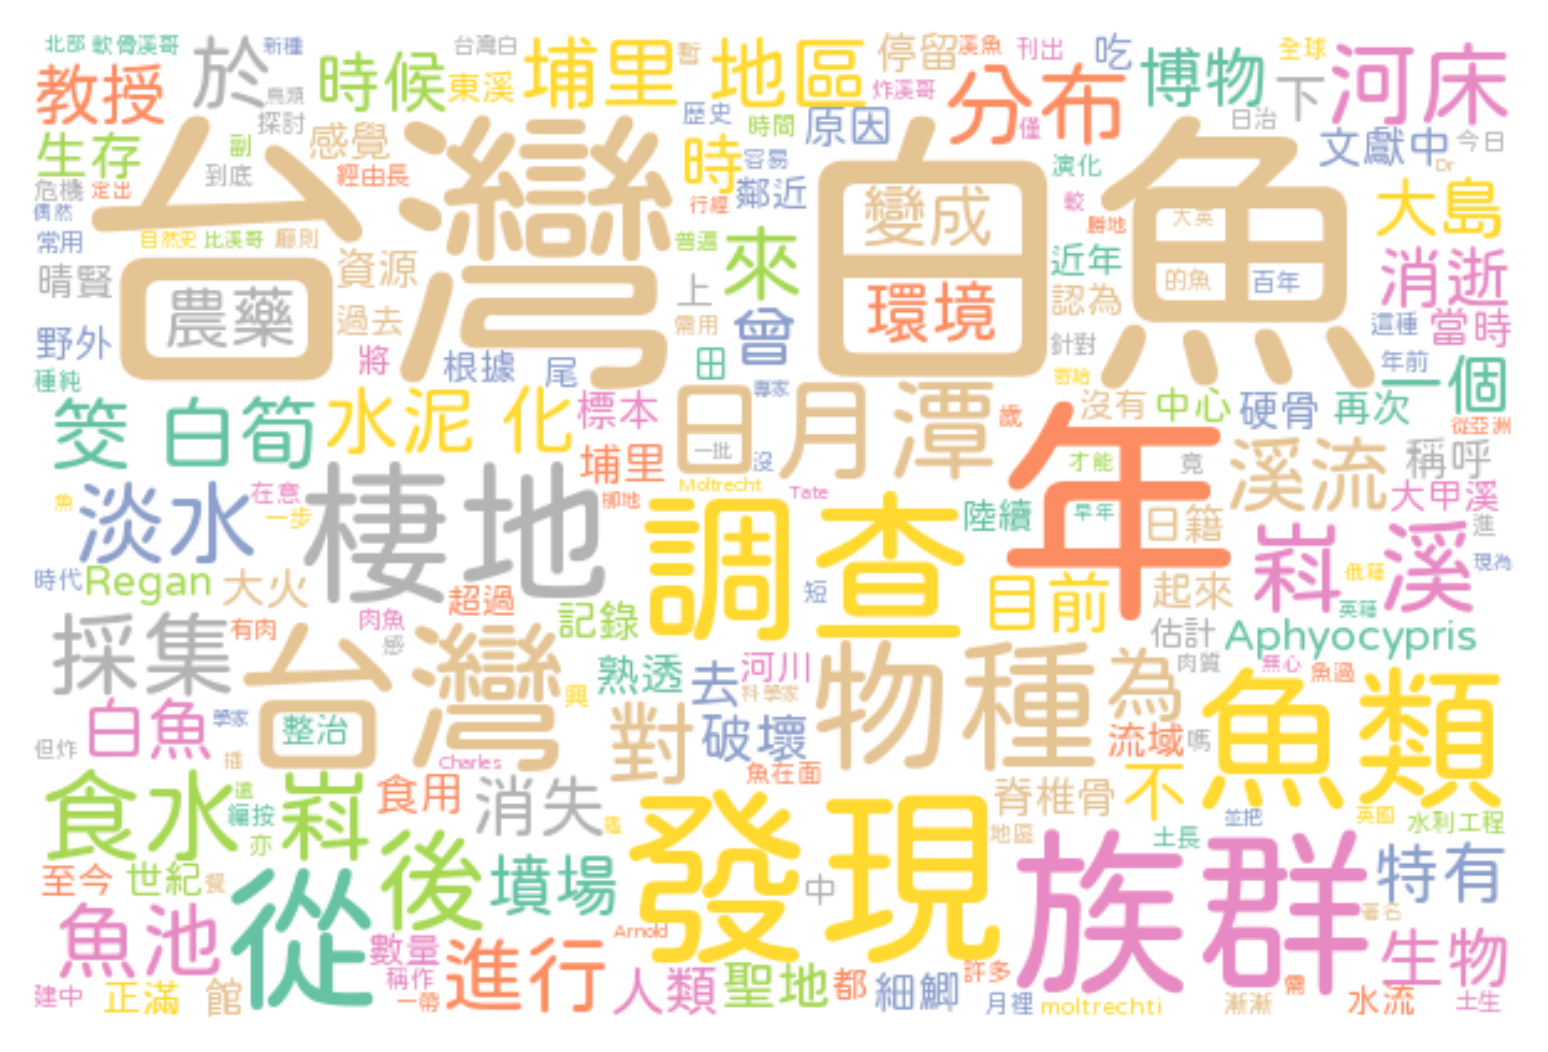 北部 軟骨溪哥 於 新種 台灣白 埔里 暫 地區 停留 溪魚 刊出 吃 博物 全球 河床
教授 鳥類 時候 東溪 炸溪哥 分布 下
探討 歷史 時間 原因 僅 日治 文獻中 今日
生存 副 感覺 時 容易 演化 Dr
危機 定出 到底 經由長 鄰近 較 大島
偶然 台灣 行經 白魚 變成 大英 勝地
常用 自然史 比溪哥 普遍 來 近年 消逝
晴賢 資源 上 認為 的魚 百年
農藥 過去 需用 曾 環境 這種 當時
野外 將 根據 尾 田 針對 年前
種純 專家 寄給 一個
筊白筍 水泥 化 標本 日月潭 歲 沒有 中心 硬骨 再次 從亞洲
埔里 一批 沒 年 才能 竟 溪流 稱呼
魚 淡水 在意 棲地 柳地 Moltrecht Tate 大甲溪
一步 調查 陸續 早年 日籍 嵙溪 進
時代 Regan 大火 短 目前 起來 俄籍 現為
超過 記錄 英籍
採集 有肉 肉魚 感 估計 Aphyocypris
台灣 熟透 去 河川 物種 為 肉質 無心 魚過
白魚 學家 興 科學家 魚類
但炸 整治 對 破壞 流域 嗎
插 Charles 魚在面
食水嵙 還 食用 消失 脊椎骨 不
編按 鑑 發現 地區 並把 英國 水利工程
亦 土長
至今 世紀 餐 後 墳場 中 族群 特有
從 著名
魚池 數量 Arnold 生物
稱作 進行 人類 聖地 都 細鯽 許多
建中 正滿 館 一帶 月裡 moltrechti 漸漸 需 水流 土生